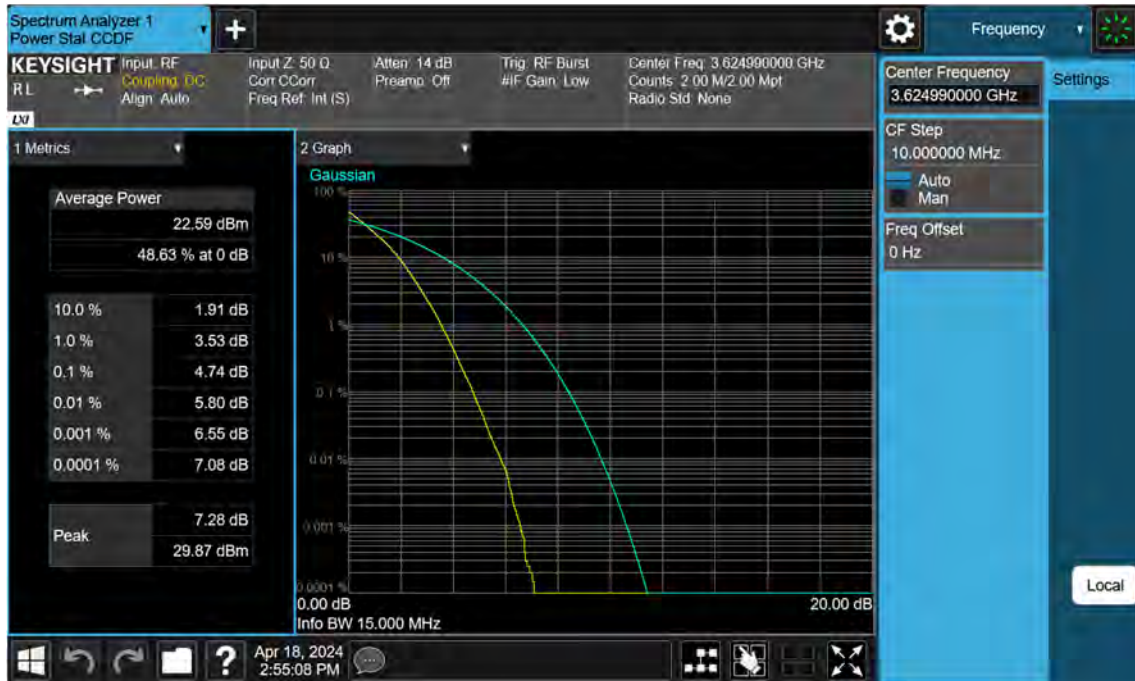 Spectrum Analyzer 1
Power Stat CCDF
Frequency
KEYSIGHT
RL
LXI
Input: RF
Coupling: DC
Align: Auto
Input Z: 50 Ω
Corr CCorr
Freq Ref: Int (S)
Atten: 14 dB
Preamp: Off
Trig: RF Burst
#IF Gain: Low
Center Freq: 3.624990000 GHz
Counts: 2.00 M/2.00 Mpt
Radio Std: None
Center Frequency
3.624990000 GHz
Settings
CF Step
10.000000 MHz
Auto
Man
Freq Offset
0 Hz
Local
1 Metrics
Average Power
22.59 dBm
48.63 % at 0 dB
10.0 % 1.91 dB
1.0 % 3.53 dB
0.1 % 4.74 dB
0.01 % 5.80 dB
0.001 % 6.55 dB
0.0001 % 7.08 dB
Peak
7.28 dB
29.87 dBm
2 Graph
Gaussian
100 %
10 %
1 %
0.1 %
0.01 %
0.001 %
0.0001 %
0.00 dB 20.00 dB
Info BW 15.000 MHz
?
Apr 18, 2024
2:55:08 PM